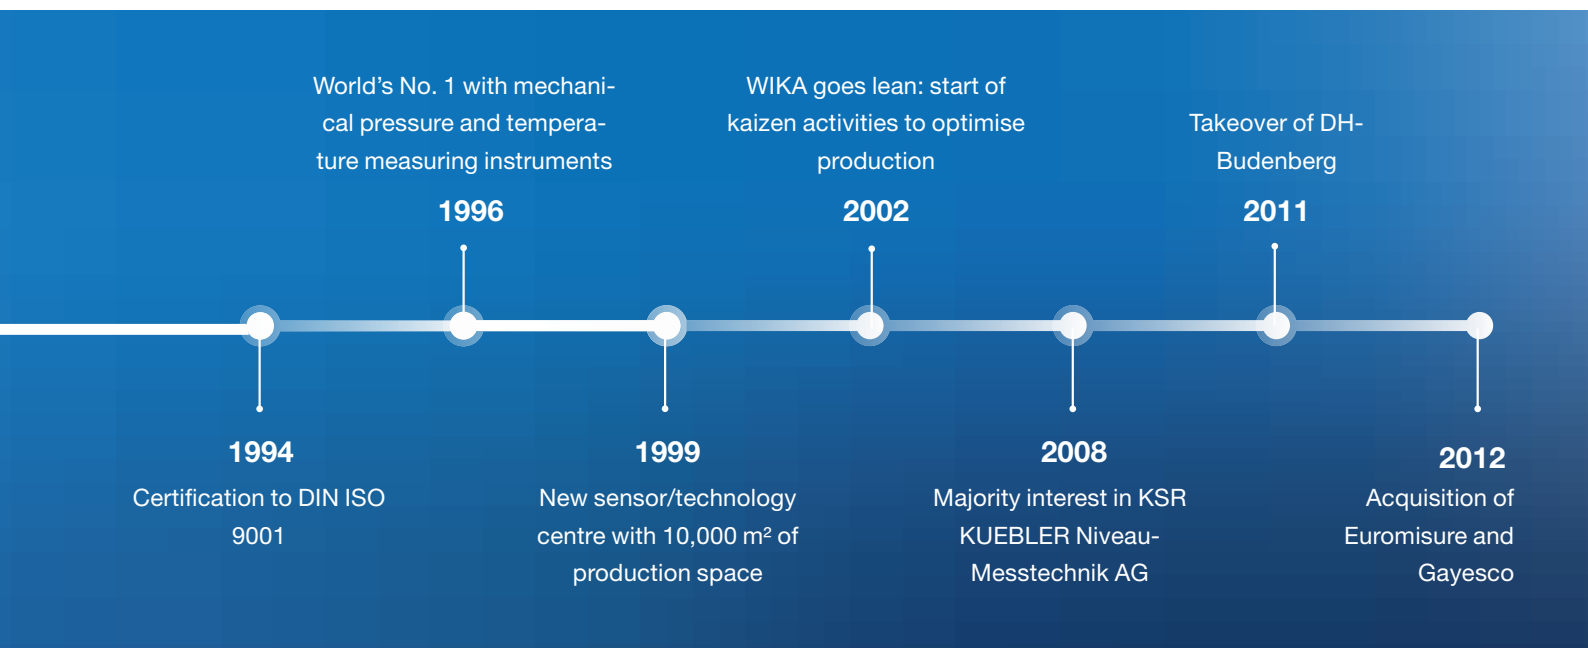 World's No. 1 with mechani-
cal pressure and tempera-
ture measuring instruments
1996
WIKA goes lean: start of
kaizen activities to optimise
production
2002
Takeover of DH-
Budenberg
2011
1994
Certification to DIN ISO
9001
1999
New sensor/technology
centre with 10,000 m² of
production space
2008
Majority interest in KSR
KUEBLER Niveau-
Messtechnik AG
2012
Acquisition of
Euromisure and
Gayesco